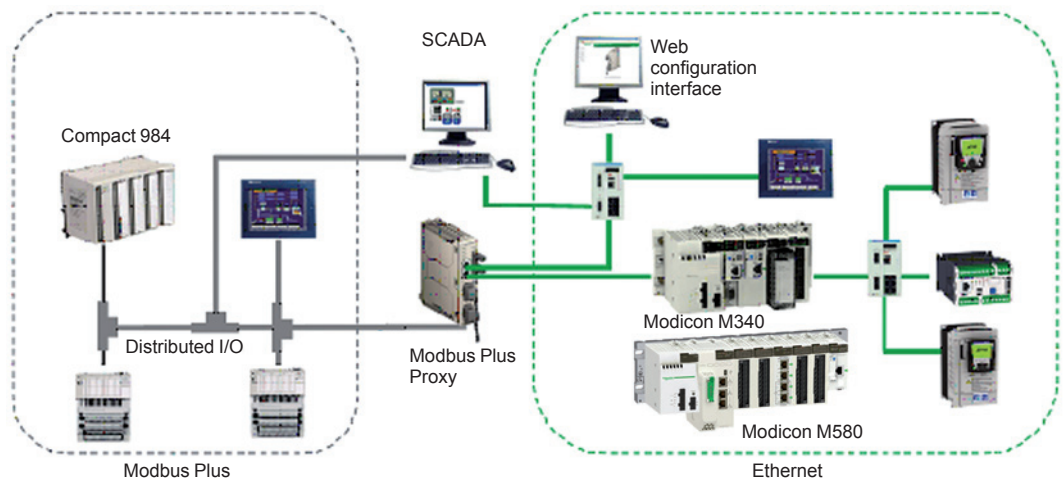 SCADA
Web
configuration
interface
Compact 984
Distributed I/O
Modbus Plus
Proxy
Modicon M340
Modicon M580
Modbus Plus
Ethernet